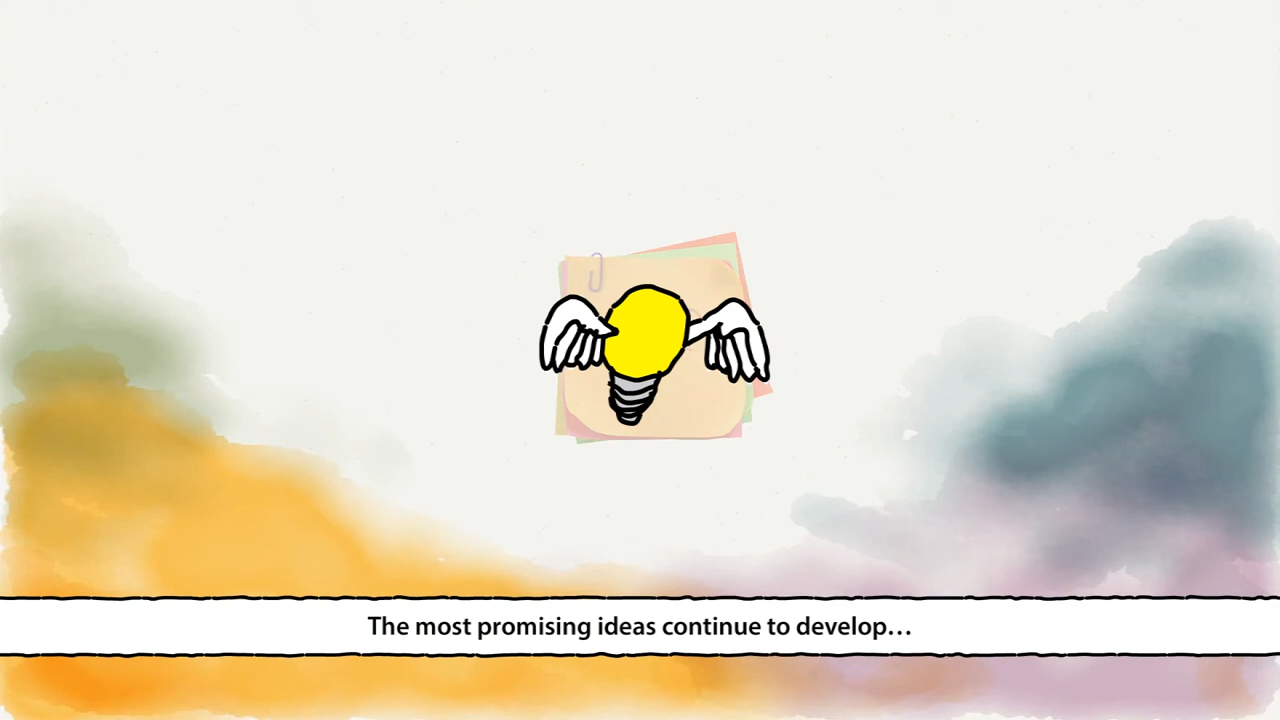 The most promising ideas continue to develop…